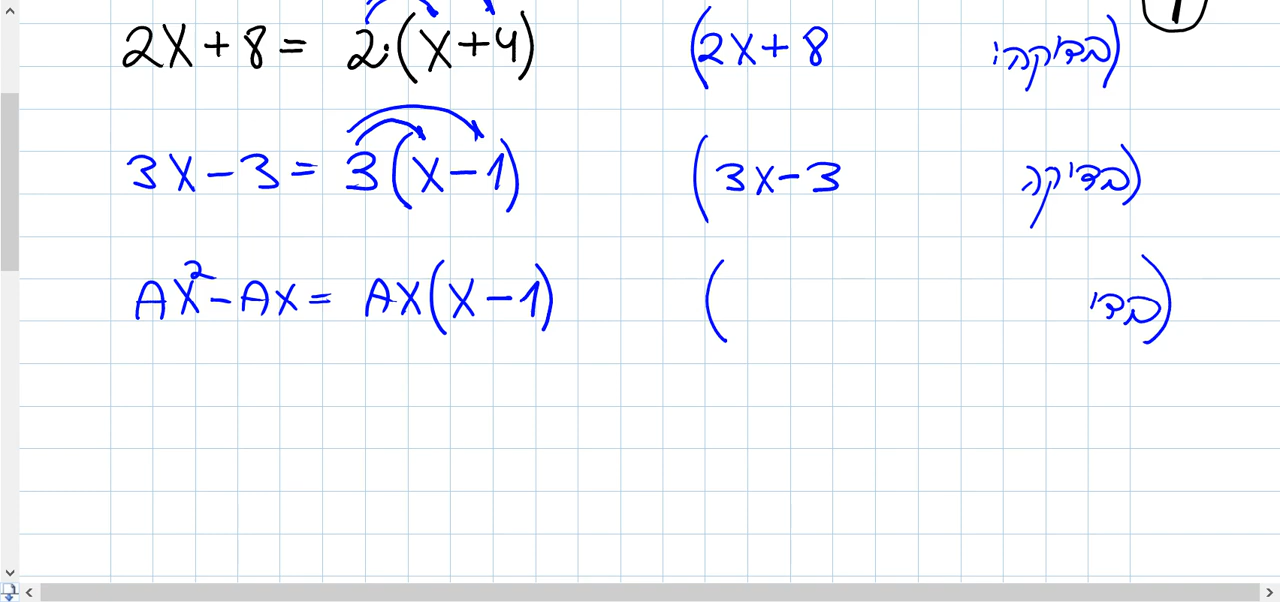 2X + 8 = 2·(X + 4) (2X + 8 בדיקה:)
3X − 3 = 3(X − 1) (3X − 3 בדיקה)
AX² − AX = AX(X − 1) ( בדי)